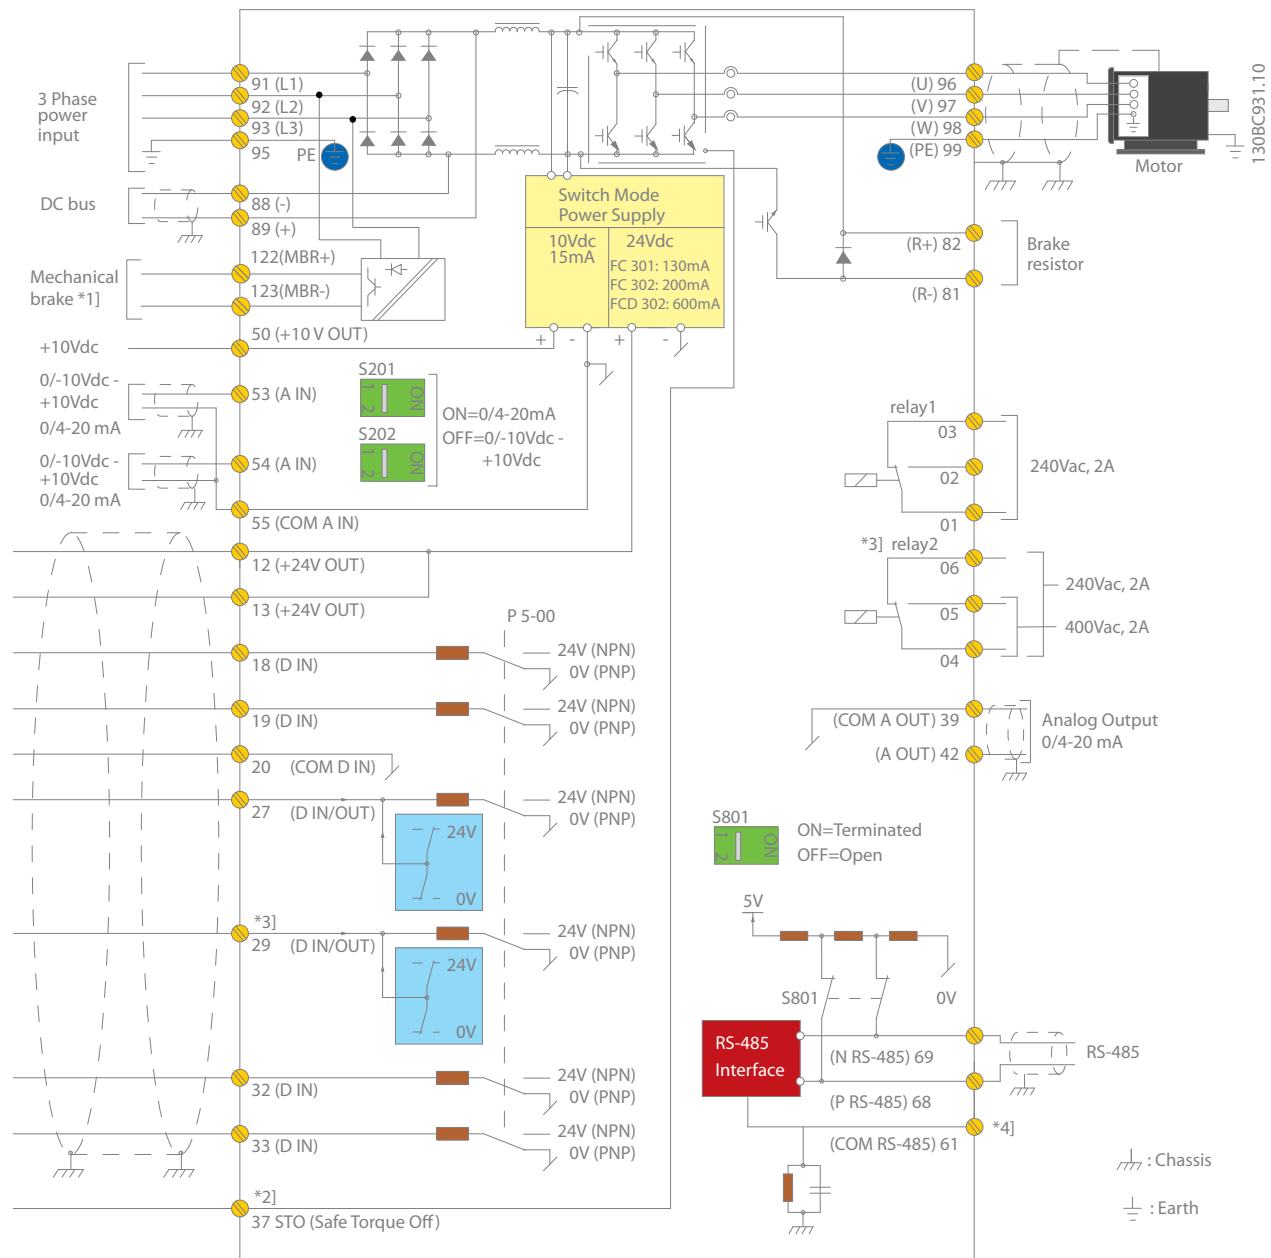 3 Phase
power
input
91 (L1)
92 (L2)
93 (L3)
95
PE
DC bus
88 (-)
89 (+)
Mechanical
brake *1]
122(MBR+)
123(MBR-)
50 (+10 V OUT)
+10Vdc
0/-10Vdc -
+10Vdc
0/4-20 mA
53 (A IN)
0/-10Vdc -
+10Vdc
0/4-20 mA
54 (A IN)
55 (COM A IN)
12 (+24V OUT)
13 (+24V OUT)
18 (D IN)
19 (D IN)
20 (COM D IN)
27 (D IN/OUT)
24V
0V
*3]
29 (D IN/OUT)
24V
0V
32 (D IN)
33 (D IN)
*2]
37 STO (Safe Torque Off)
S201
1 2 ON
S202
1 2 ON
ON=0/4-20mA
OFF=0/-10Vdc -
+10Vdc
P 5-00
24V (NPN)
0V (PNP)
24V (NPN)
0V (PNP)
24V (NPN)
0V (PNP)
24V (NPN)
0V (PNP)
24V (NPN)
0V (PNP)
24V (NPN)
0V (PNP)
Switch Mode
Power Supply
10Vdc
15mA
24Vdc
FC 301: 130mA
FC 302: 200mA
FCD 302: 600mA
+ - + -
(U) 96
(V) 97
(W) 98
(PE) 99
Motor
130BC931.10
(R+) 82
(R-) 81
Brake
resistor
relay1
03
02
01
240Vac, 2A
*3] relay2
06
05
04
240Vac, 2A
400Vac, 2A
(COM A OUT) 39
(A OUT) 42
Analog Output
0/4-20 mA
S801
1 2 ON
ON=Terminated
OFF=Open
5V
S801
0V
RS-485
Interface
(N RS-485) 69
(P RS-485) 68
(COM RS-485) 61
RS-485
*4]
: Chassis
: Earth